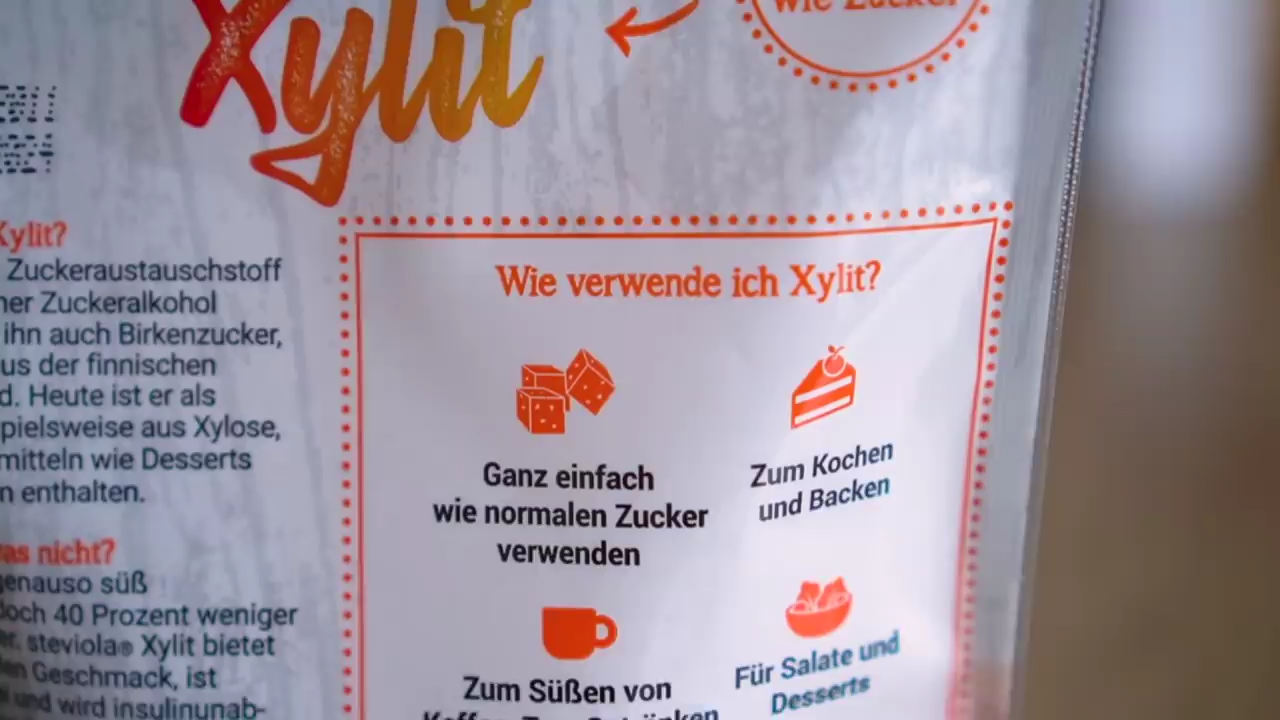 Xylit
wie Zucker
Xylit?
Zuckeraustauschstoff
Zuckeralkohol
ihn auch Birkenzucker,
us der finnischen
d. Heute ist er als
pielsweise aus Xylose,
mitteln wie Desserts
n enthalten.
as nicht?
genauso süß
doch 40 Prozent weniger
er. steviola® Xylit bietet
en Geschmack, ist
und wird insulinunab-
Wie verwende ich Xylit?
Ganz einfach
wie normalen Zucker
verwenden
Zum Kochen
und Backen
Zum Süßen von
Für Salate und
Desserts